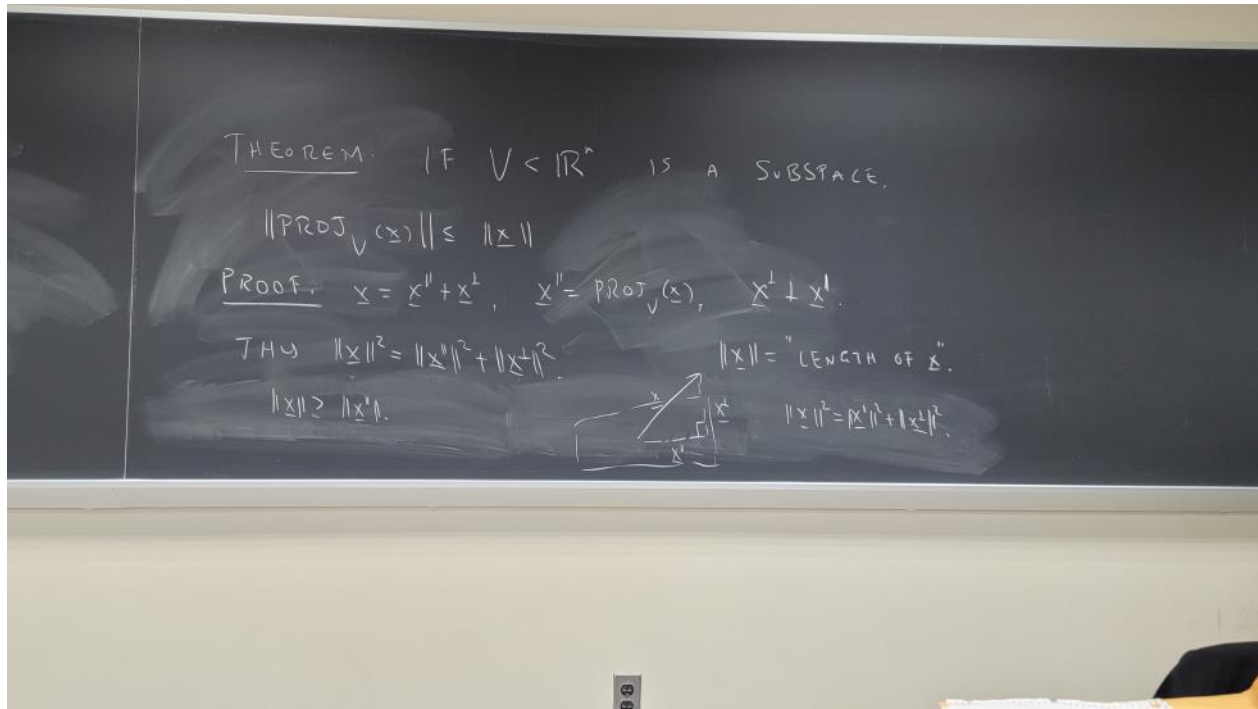 THEOREM. IF V < ℝⁿ IS A SUBSPACE.
||PROJ_V(x̲)|| ≤ ||x̲||
PROOF. x̲ = x̲^{||} + x̲^⊥, x̲^{||} = PROJ_V(x̲), x̲^⊥ ⊥ x̲^{||}.
THUS ||x̲||² = ||x̲^{||}||² + ||x̲^⊥||².
||x̲|| ≥ ||x̲^{||}||.
||x̲|| = "LENGTH OF x̲".
x̲
x̲^⊥
x̲^{||}
||x̲||² = ||x̲^{||}||² + ||x̲^⊥||².